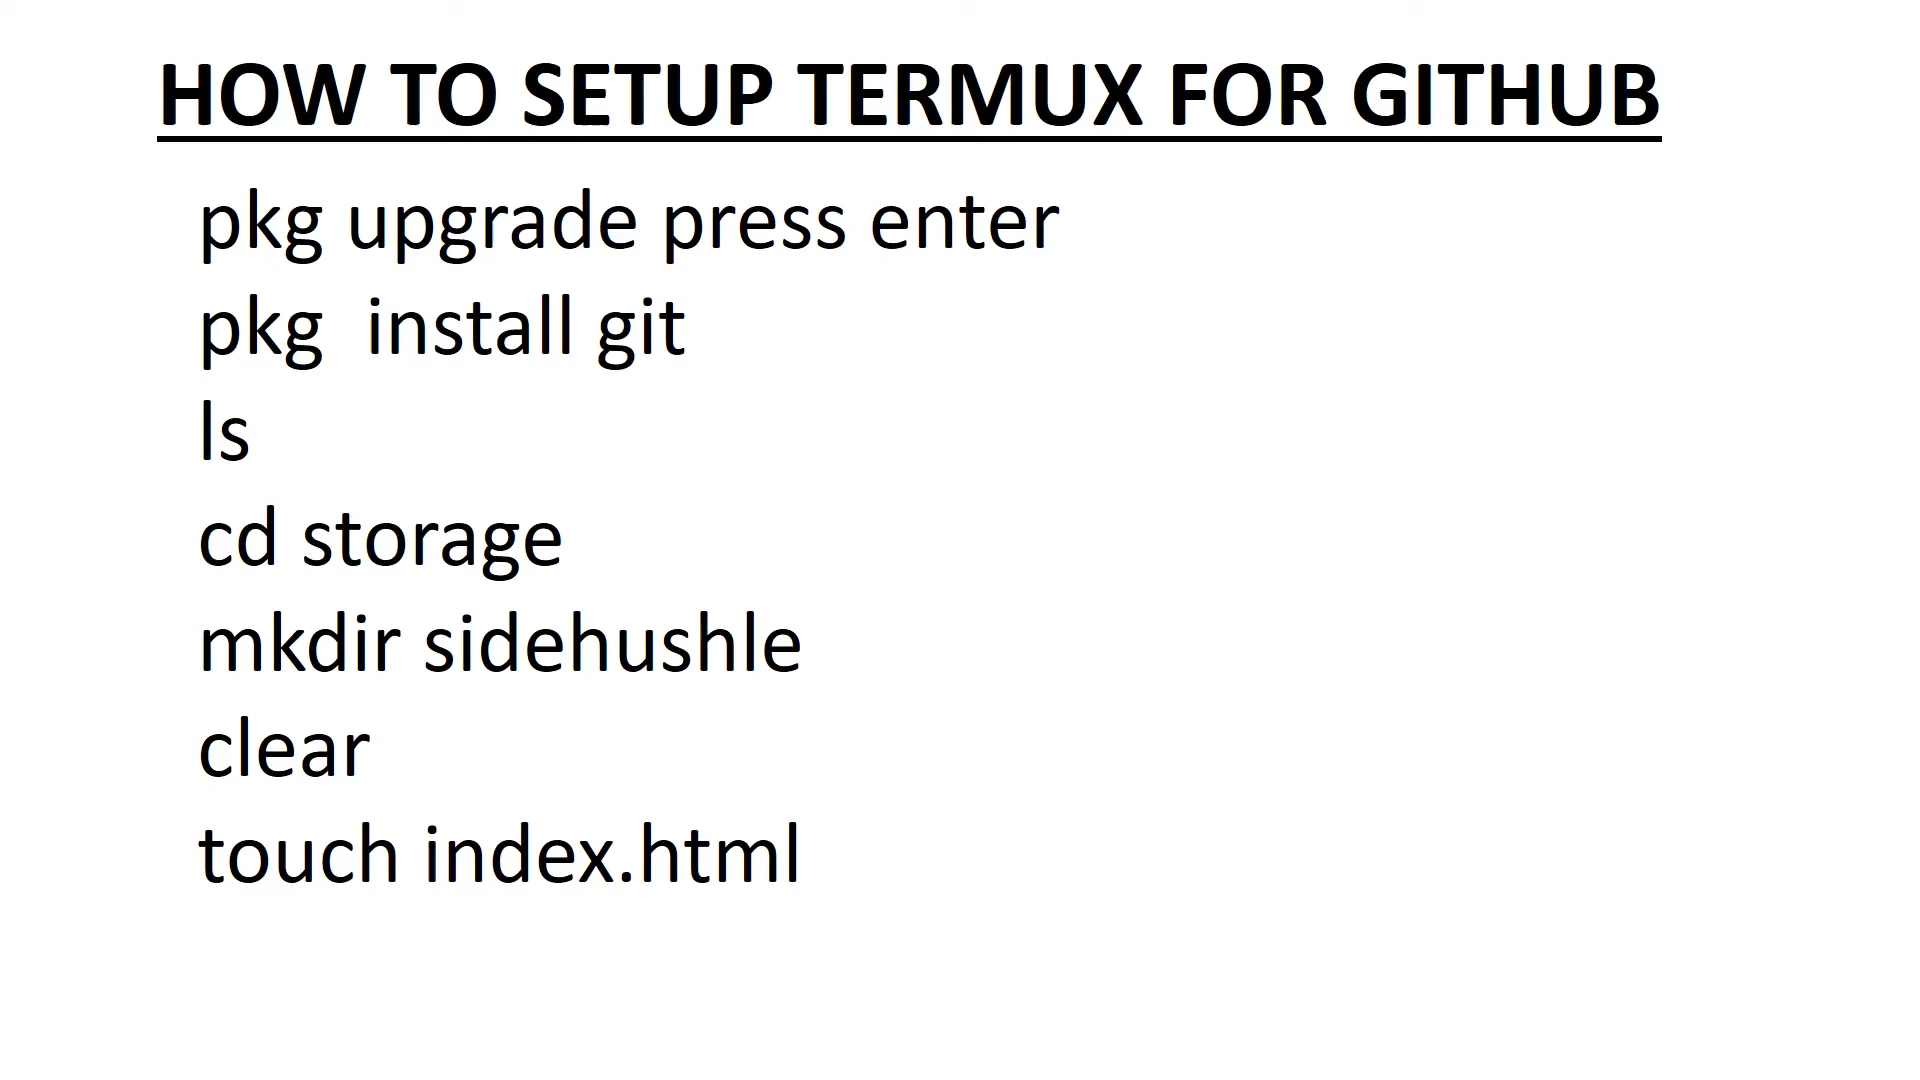 HOW TO SETUP TERMUX FOR GITHUB
pkg upgrade press enter
pkg  install git
ls
cd storage
mkdir sidehushle
clear
touch index.html